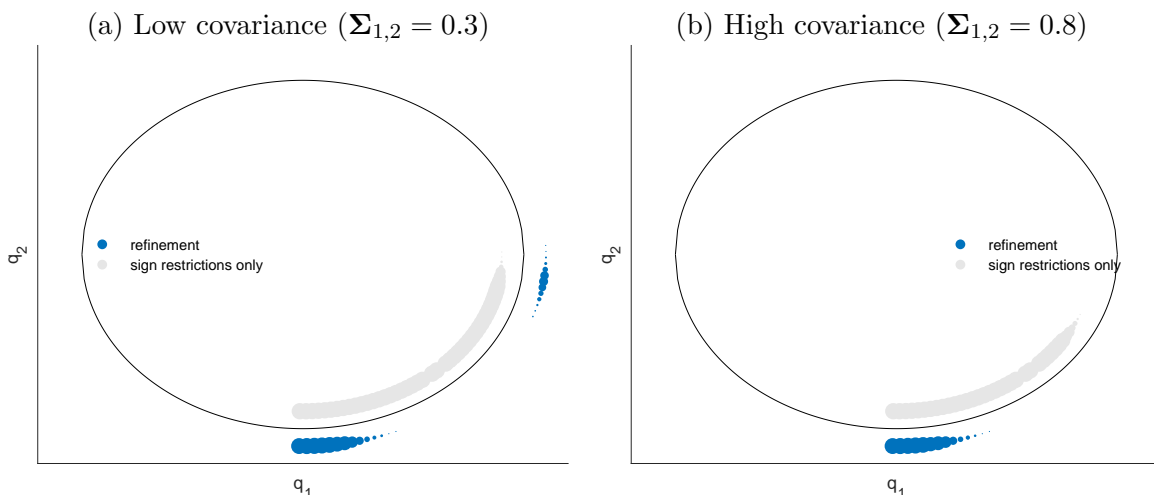 (a) Low covariance (Σ1,2 = 0.3)
q2
refinement
sign restrictions only
q1
(b) High covariance (Σ1,2 = 0.8)
q2
refinement
sign restrictions only
q1